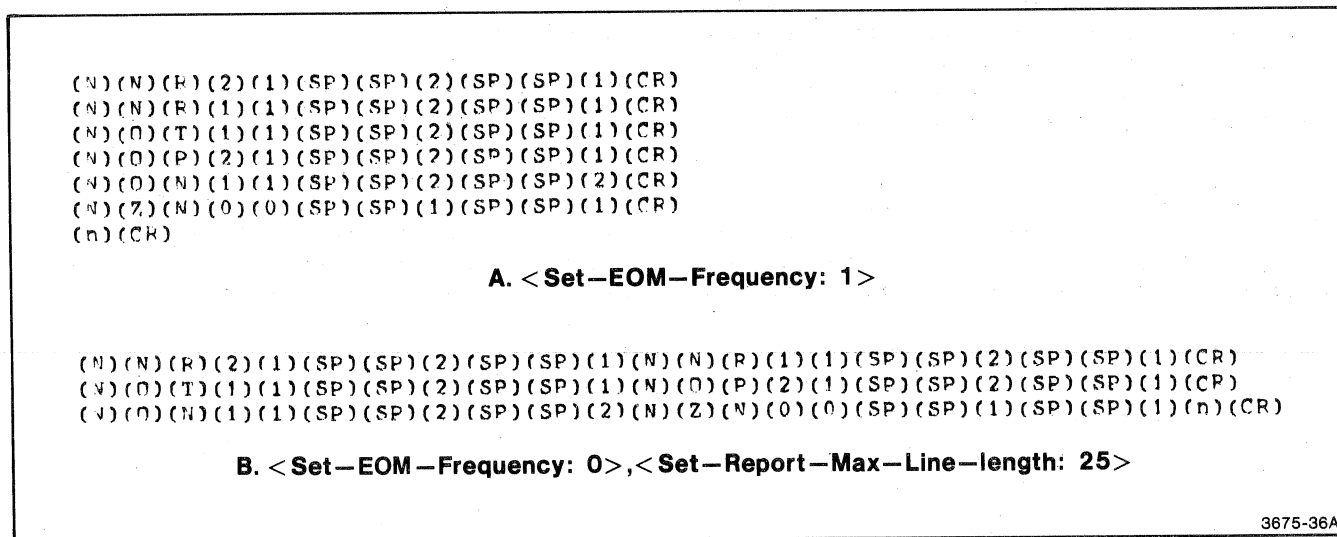 (N)(N)(R)(2)(1)(SP)(SP)(2)(SP)(SP)(1)(CR)
(N)(N)(R)(1)(1)(SP)(SP)(2)(SP)(SP)(1)(CR)
(N)(O)(T)(1)(1)(SP)(SP)(2)(SP)(SP)(1)(CR)
(N)(O)(P)(2)(1)(SP)(SP)(2)(SP)(SP)(1)(CR)
(N)(O)(N)(1)(1)(SP)(SP)(2)(SP)(SP)(2)(CR)
(N)(Z)(N)(0)(0)(SP)(SP)(1)(SP)(SP)(1)(CR)
(n)(CR)
A. <Set—EOM—Frequency: 1>
(N)(N)(R)(2)(1)(SP)(SP)(2)(SP)(SP)(1)(N)(N)(R)(1)(1)(SP)(SP)(2)(SP)(SP)(1)(CR)
(N)(O)(T)(1)(1)(SP)(SP)(2)(SP)(SP)(1)(N)(O)(P)(2)(1)(SP)(SP)(2)(SP)(SP)(1)(CR)
(N)(O)(N)(1)(1)(SP)(SP)(2)(SP)(SP)(2)(N)(Z)(N)(0)(0)(SP)(SP)(1)(SP)(SP)(1)(n)(CR)
B. <Set—EOM—Frequency: 0>,<Set—Report—Max—Line—length: 25>
3675-36A